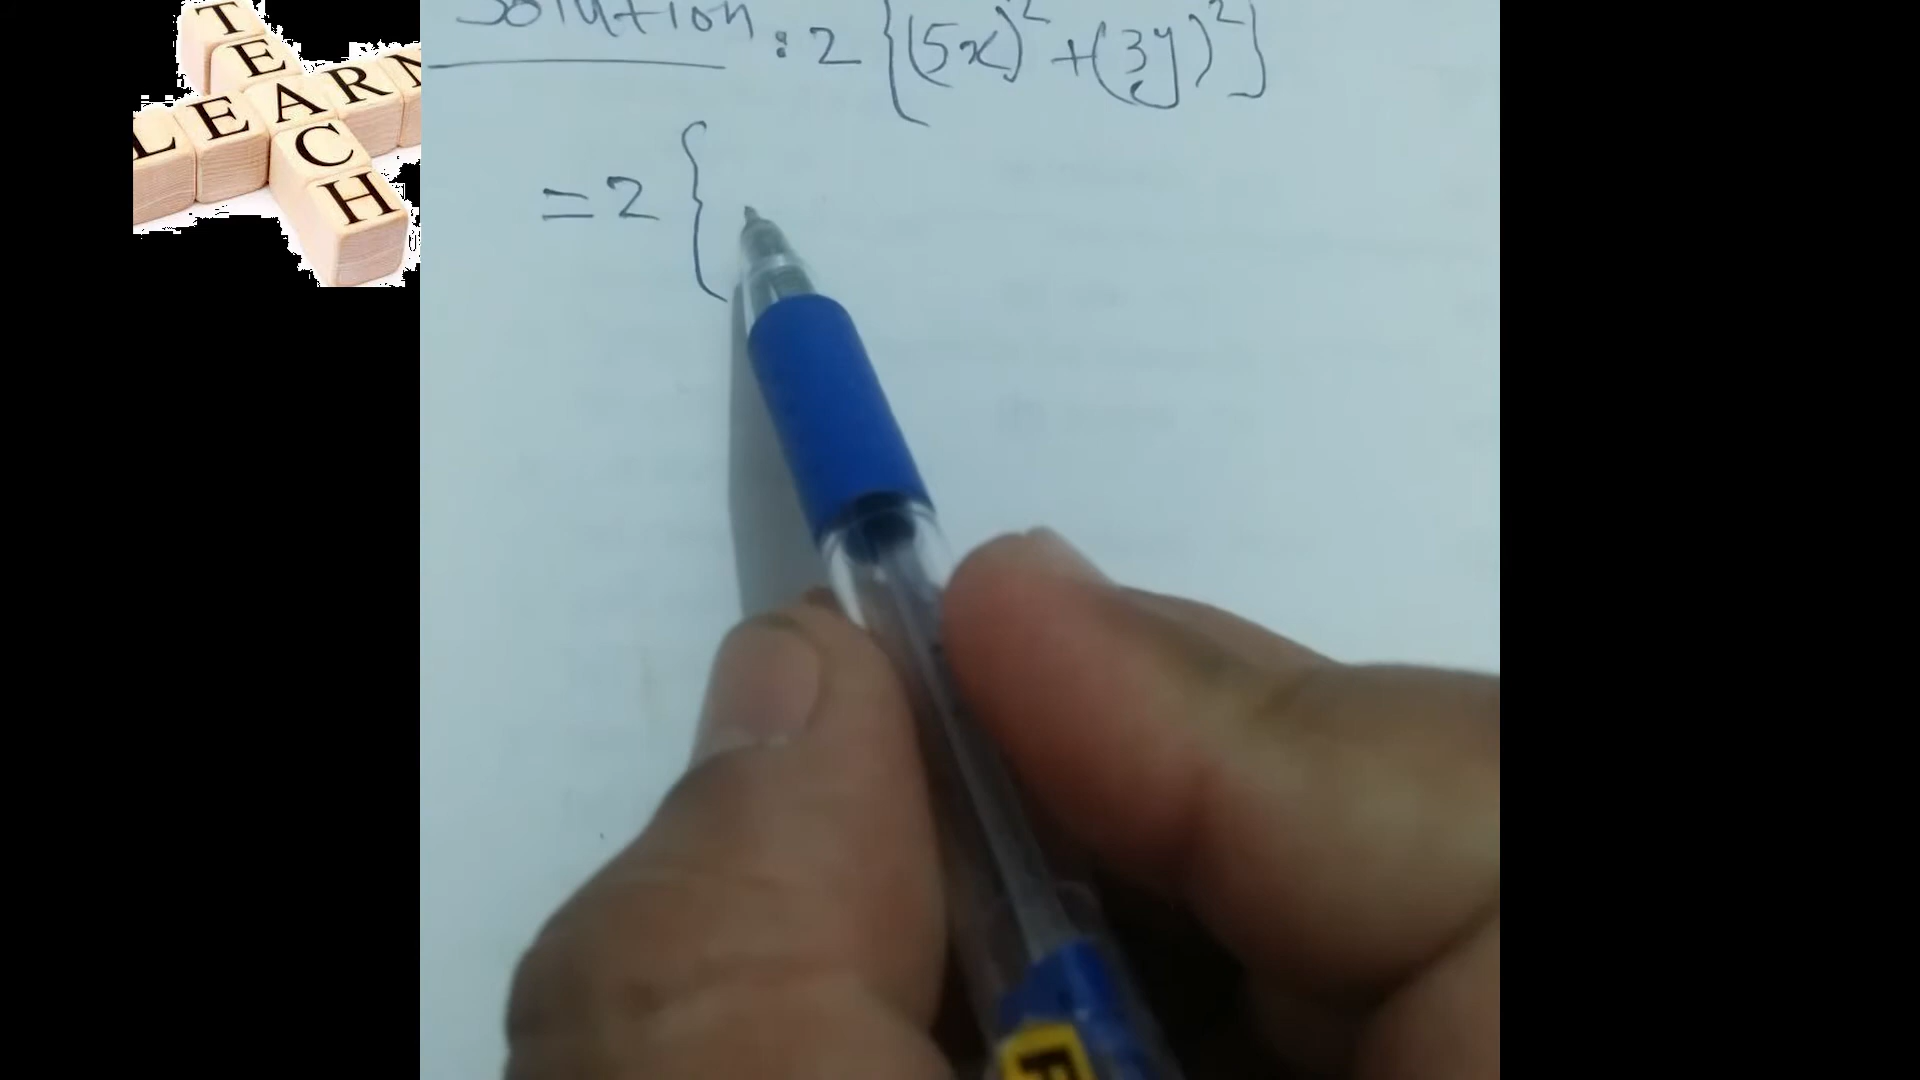 TEACH
LEARN
Solution : 2 {(5x)² + (3y)²}
= 2 {
F